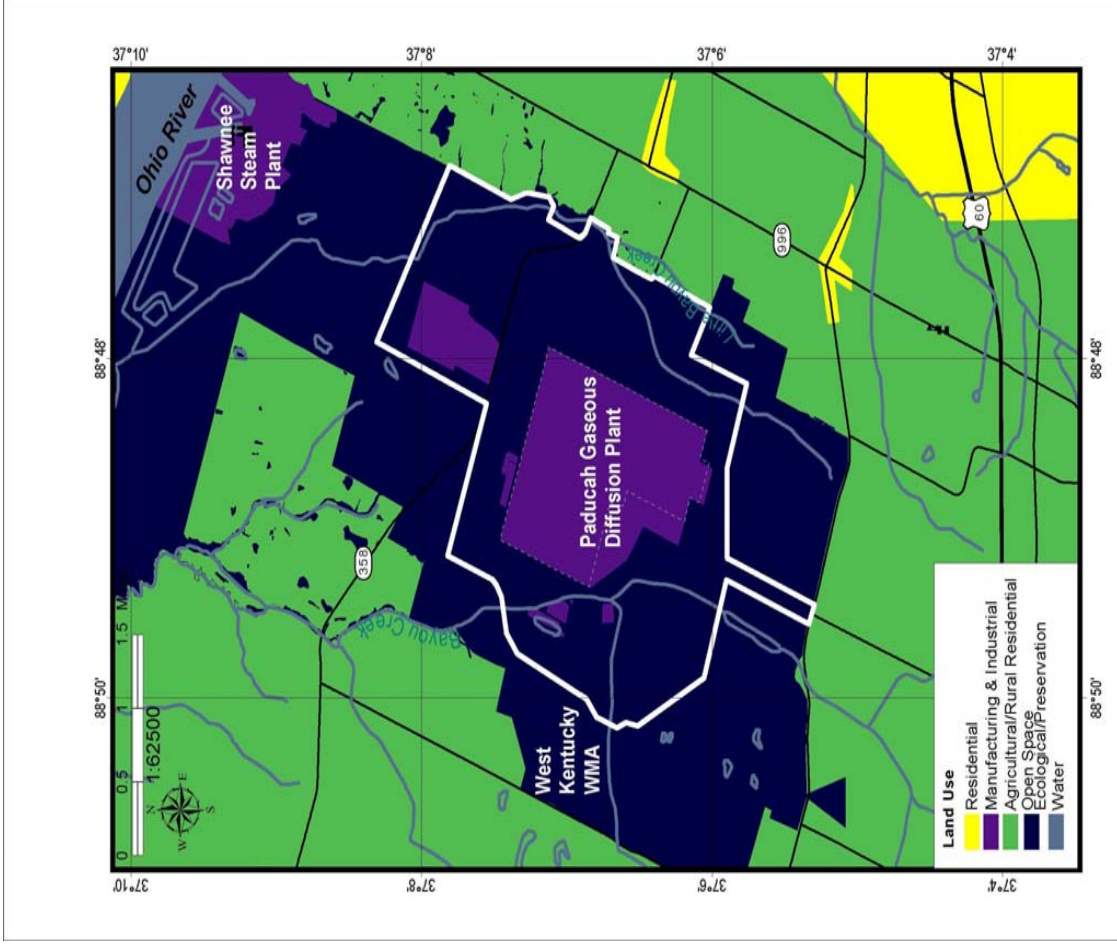 37°10'
37°8'
37°6'
37°4'
Ohio River
Shawnee
Steam
Plant
996
60
88°48'
88°48'
Little Bayou Creek
Paducah Gaseous
Diffusion Plant
358
Bayou Creek
88°50'
88°50'
West
Kentucky
WMA
0 0.5 1 1.5 M
1:62500
N
E
S
W
Land Use
Residential
Manufacturing & Industrial
Agricultural/Rural Residential
Open Space
Ecological/Preservation
Water
37°10'
37°8'
37°6'
37°4'